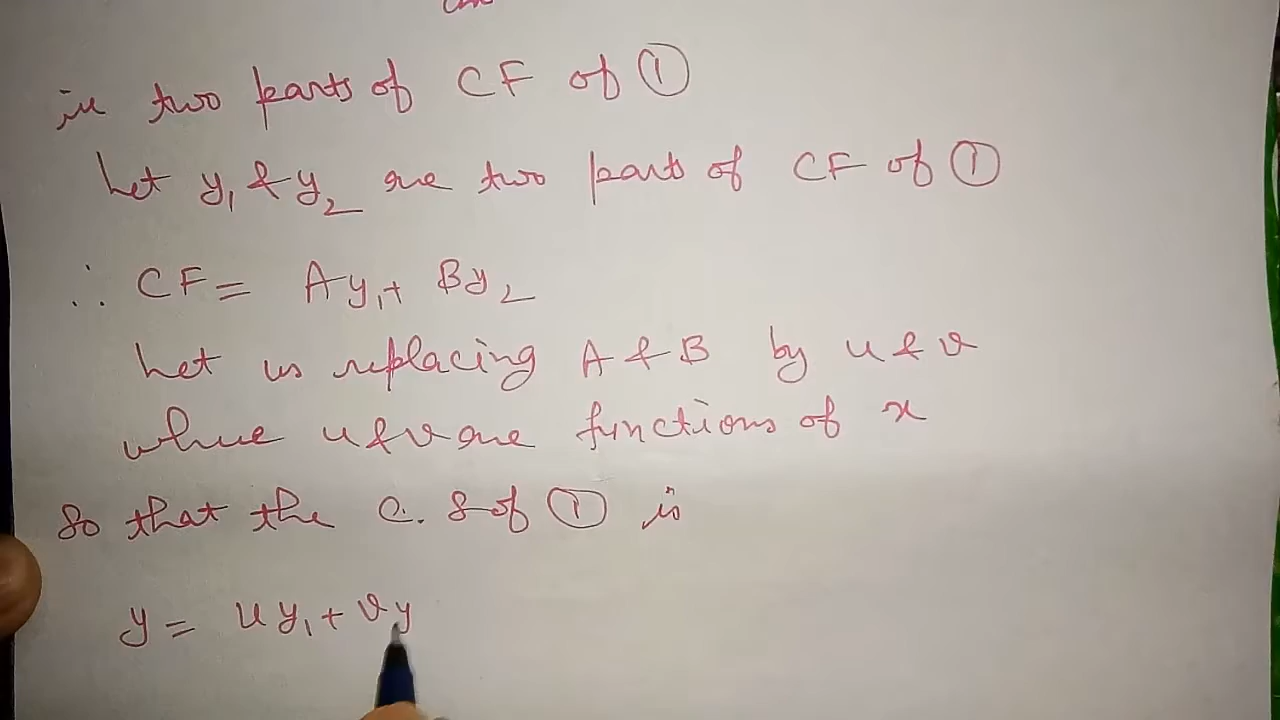 in two parts of CF of ①
Let y₁ & y₂ are two parts of CF of ①
∴ CF = Ay₁ + By₂
Let us replacing A & B by u & v
where u & v are functions of x
So that the C. S of ① is
y = uy₁ + vy